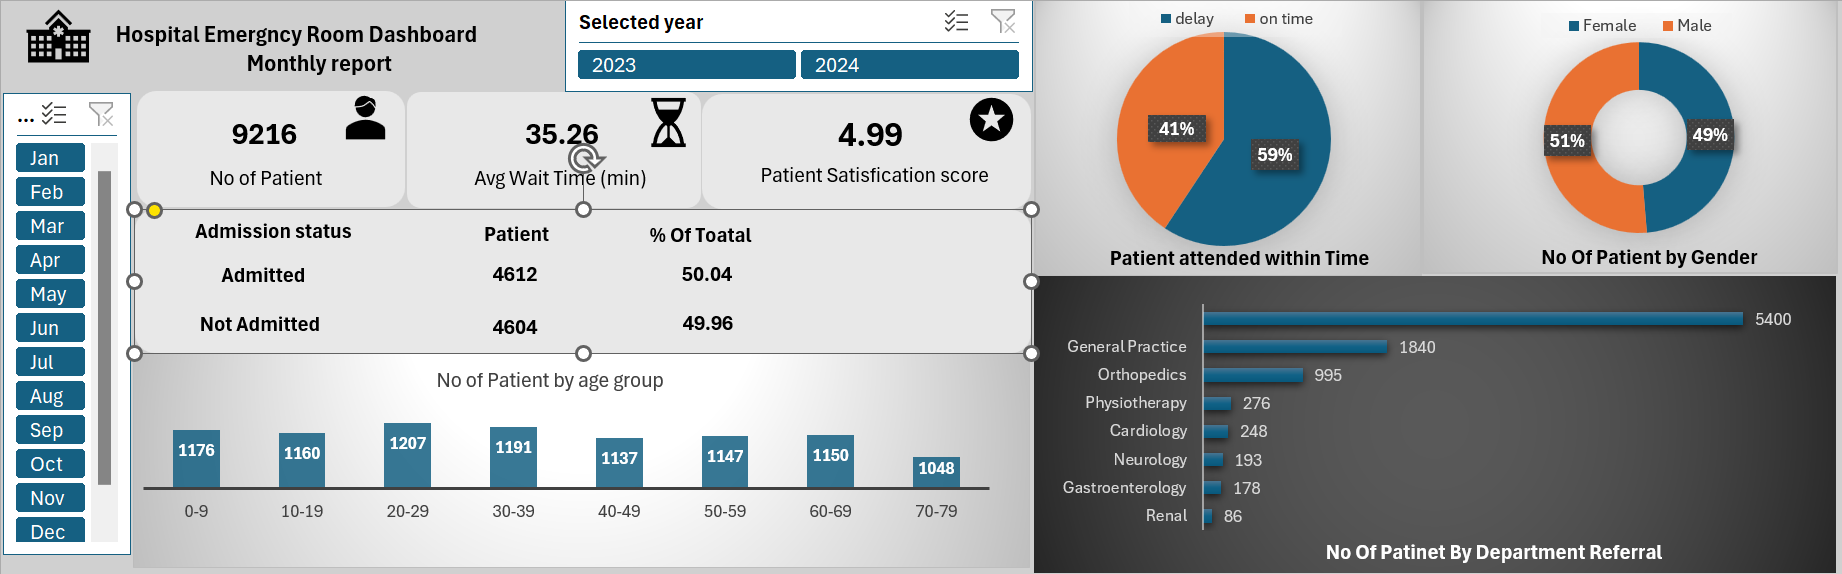 Hospital Emergncy Room Dashboard
Monthly report
Selected year
2023
2024
...
Jan
Feb
Mar
Apr
May
Jun
Jul
Aug
Sep
Oct
Nov
Dec
9216
No of Patient
35.26
Avg Wait Time (min)
4.99
Patient Satisfication score
Admission status Patient % Of Toatal
Admitted 4612 50.04
Not Admitted 4604 49.96
No of Patient by age group
1176 1160 1207 1191 1137 1147 1150 1048
0-9 10-19 20-29 30-39 40-49 50-59 60-69 70-79
delay on time
41%
59%
Patient attended within Time
Female Male
51%
49%
No Of Patient by Gender
5400
General Practice 1840
Orthopedics 995
Physiotherapy 276
Cardiology 248
Neurology 193
Gastroenterology 178
Renal 86
No Of Patinet By Department Referral